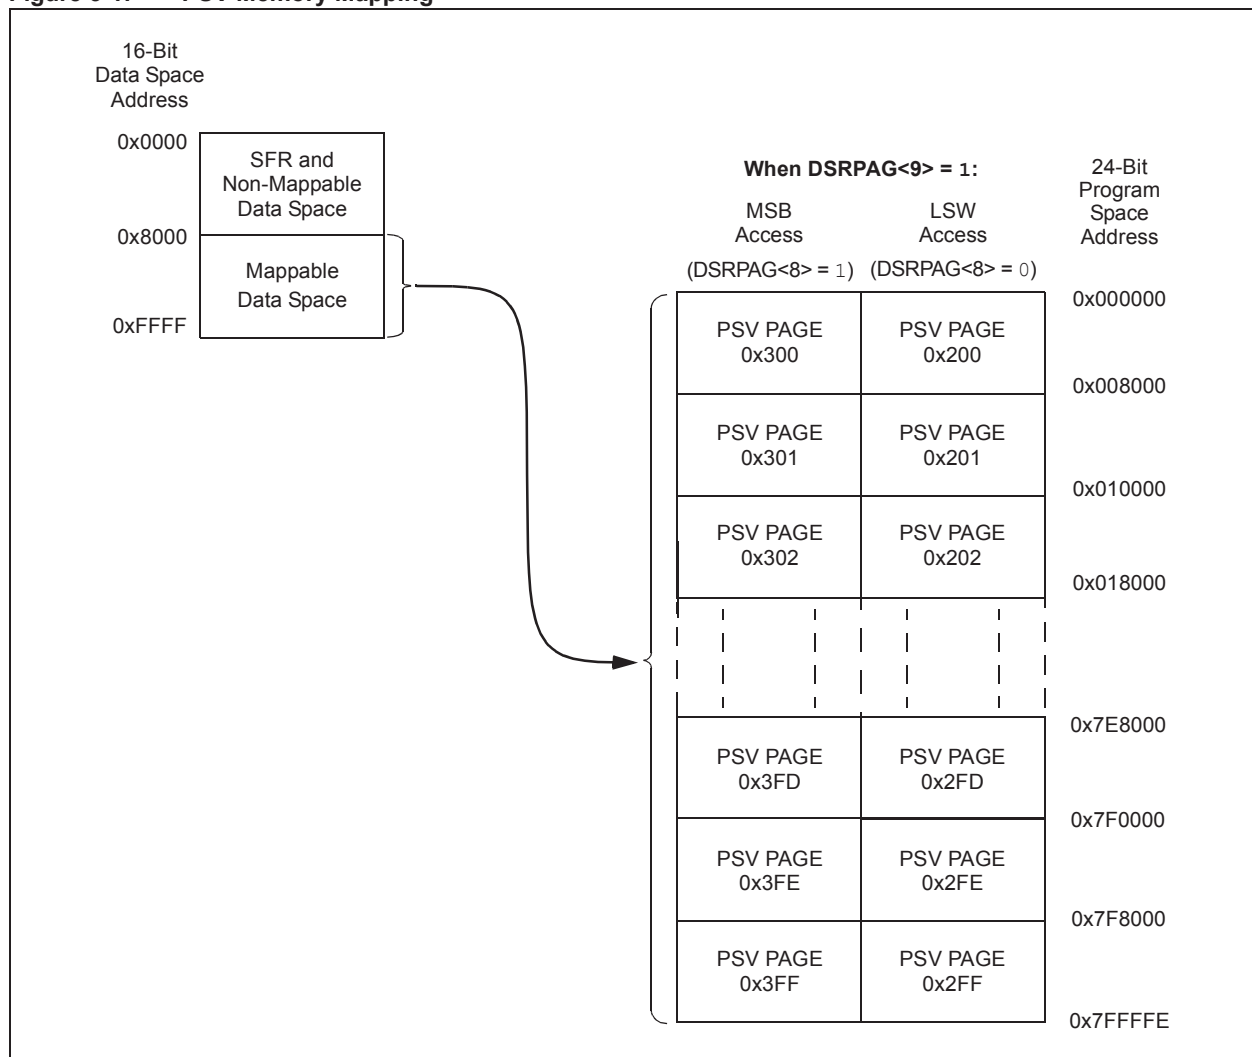 16-Bit
Data Space
Address
0x0000
SFR and
Non-Mappable
Data Space
0x8000
Mappable
Data Space
0xFFFF
When DSRPAG<9> = 1:
MSB
Access
(DSRPAG<8> = 1)
LSW
Access
(DSRPAG<8> = 0)
24-Bit
Program
Space
Address
0x000000
PSV PAGE
0x300
PSV PAGE
0x200
0x008000
PSV PAGE
0x301
PSV PAGE
0x201
0x010000
PSV PAGE
0x302
PSV PAGE
0x202
0x018000
0x7E8000
PSV PAGE
0x3FD
PSV PAGE
0x2FD
0x7F0000
PSV PAGE
0x3FE
PSV PAGE
0x2FE
0x7F8000
PSV PAGE
0x3FF
PSV PAGE
0x2FF
0x7FFFFE